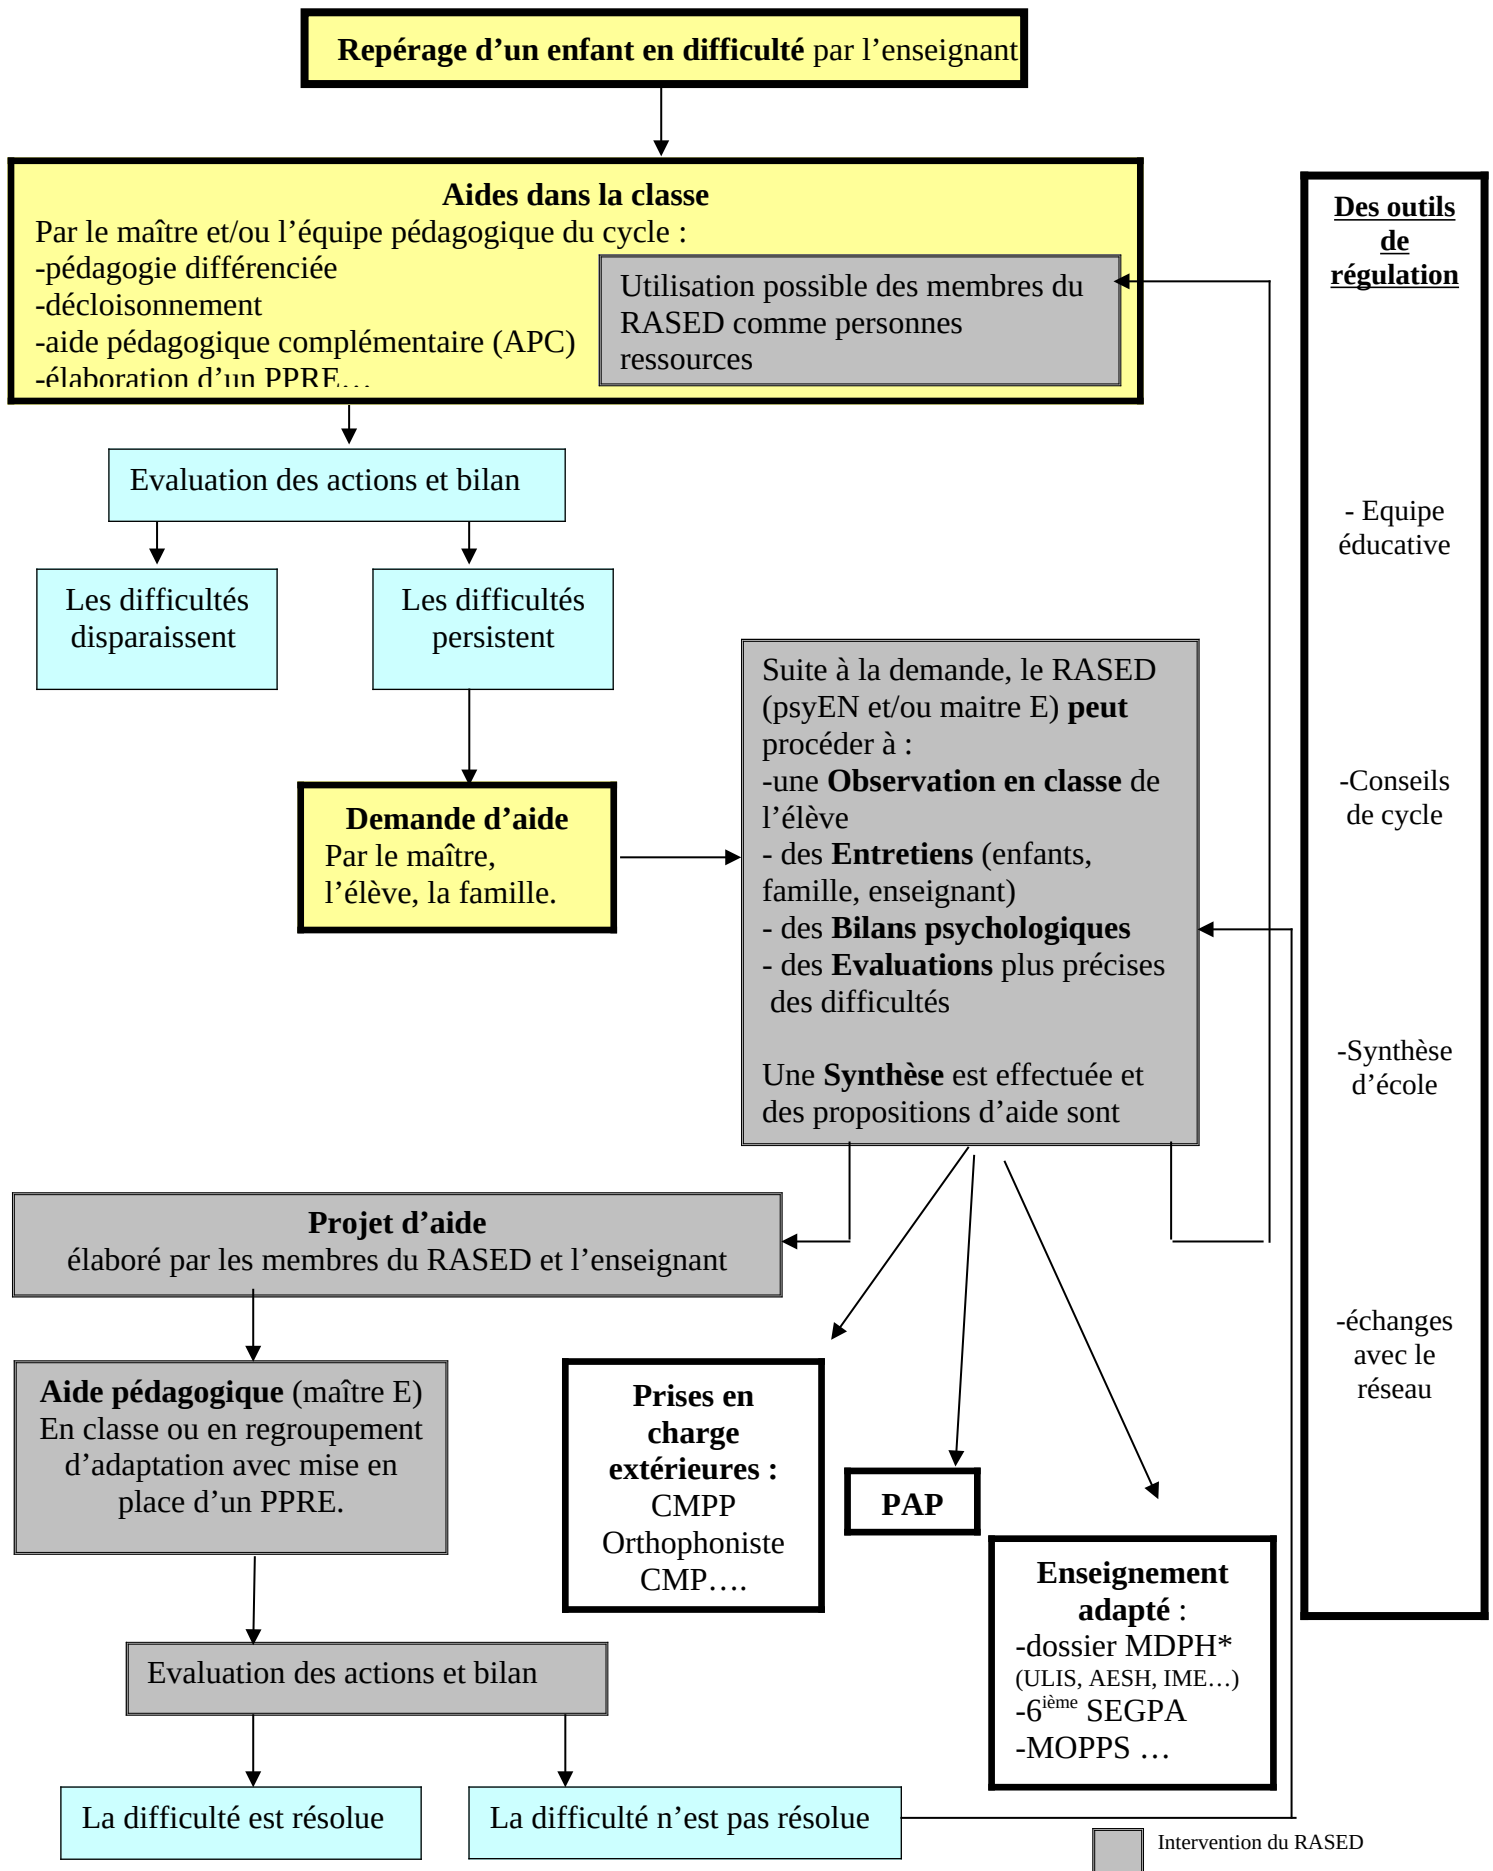 Repérage d’un enfant en difficulté par l’enseignant
Aides dans la classe
Par le maître et/ou l’équipe pédagogique du cycle :
-pédagogie différenciée
-décloisonnement
-aide pédagogique complémentaire (APC)
-élaboration d’un PPRE…
Utilisation possible des membres du
RASED comme personnes
ressources
Des outils
de
régulation
- Equipe
éducative
-Conseils
de cycle
-Synthèse
d’école
-échanges
avec le
réseau
Evaluation des actions et bilan
Les difficultés
disparaissent
Les difficultés
persistent
Demande d’aide
Par le maître,
l’élève, la famille.
Suite à la demande, le RASED
(psyEN et/ou maitre E) peut
procéder à :
-une Observation en classe de
l’élève
- des Entretiens (enfants,
famille, enseignant)
- des Bilans psychologiques
- des Evaluations plus précises
des difficultés
Une Synthèse est effectuée et
des propositions d’aide sont
Projet d’aide
élaboré par les membres du RASED et l’enseignant
Aide pédagogique (maître E)
En classe ou en regroupement
d’adaptation avec mise en
place d’un PPRE.
Prises en
charge
extérieures :
CMPP
Orthophoniste
CMP….
PAP
Enseignement
adapté :
-dossier MDPH*
(ULIS, AESH, IME…)
-6ième SEGPA
-MOPPS …
Evaluation des actions et bilan
La difficulté est résolue
La difficulté n’est pas résolue
Intervention du RASED